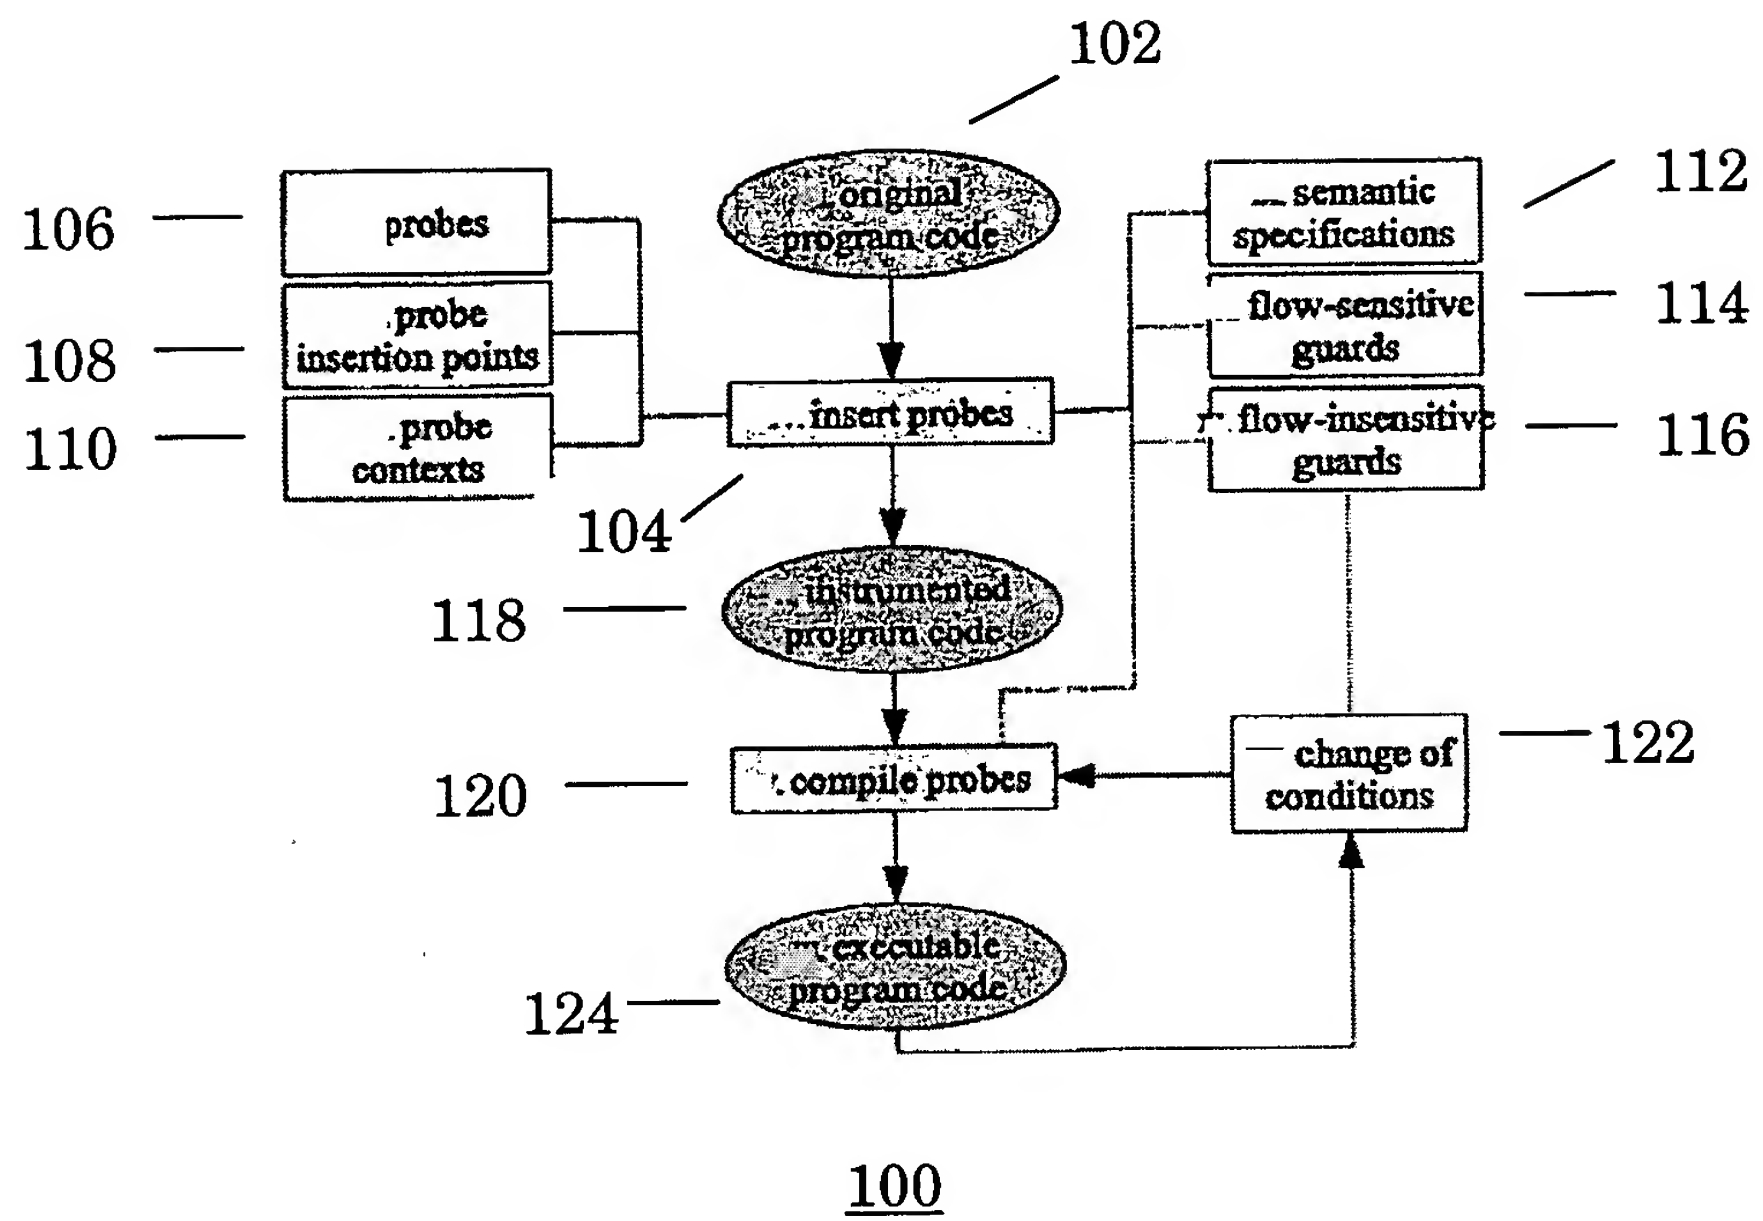 102
original
program code
106
probes
108
probe
insertion points
110
probe
contexts
semantic
specifications
112
flow-sensitive
guards
114
flow-insensitive
guards
116
insert probes
104
instrumented
program code
118
compile probes
120
change of
conditions
122
executable
program code
124
100